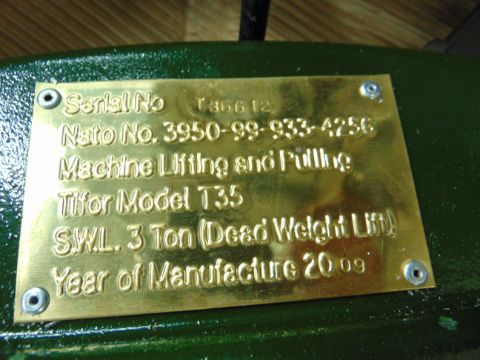 Serial No T36612
Nato No. 3950-99-933-4256
Machine Lifting and Pulling
Tifor Model T35
S.W.L. 3 Ton (Dead Weight Lift)
Year of Manufacture 2009